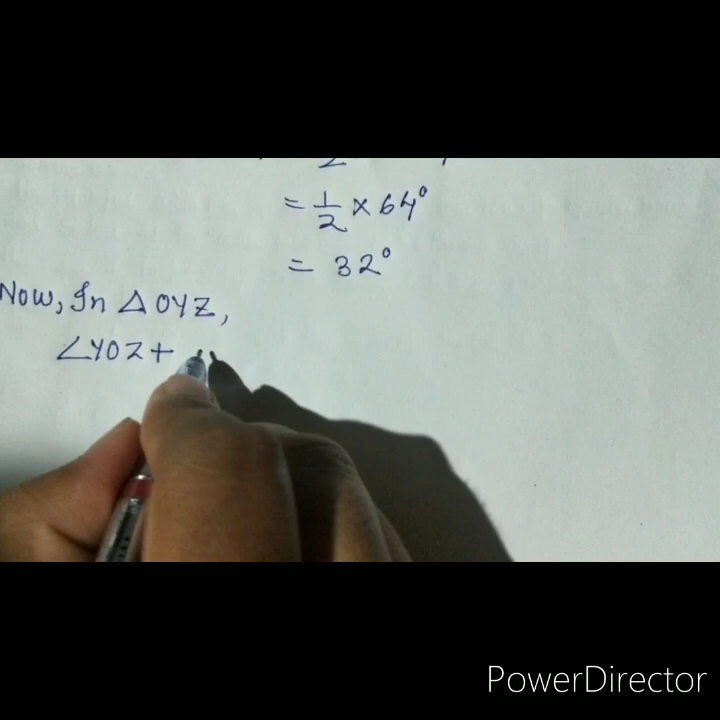 = 1/2 × 64°
= 32°
Now, In △OYZ,
∠YOZ+
PowerDirector